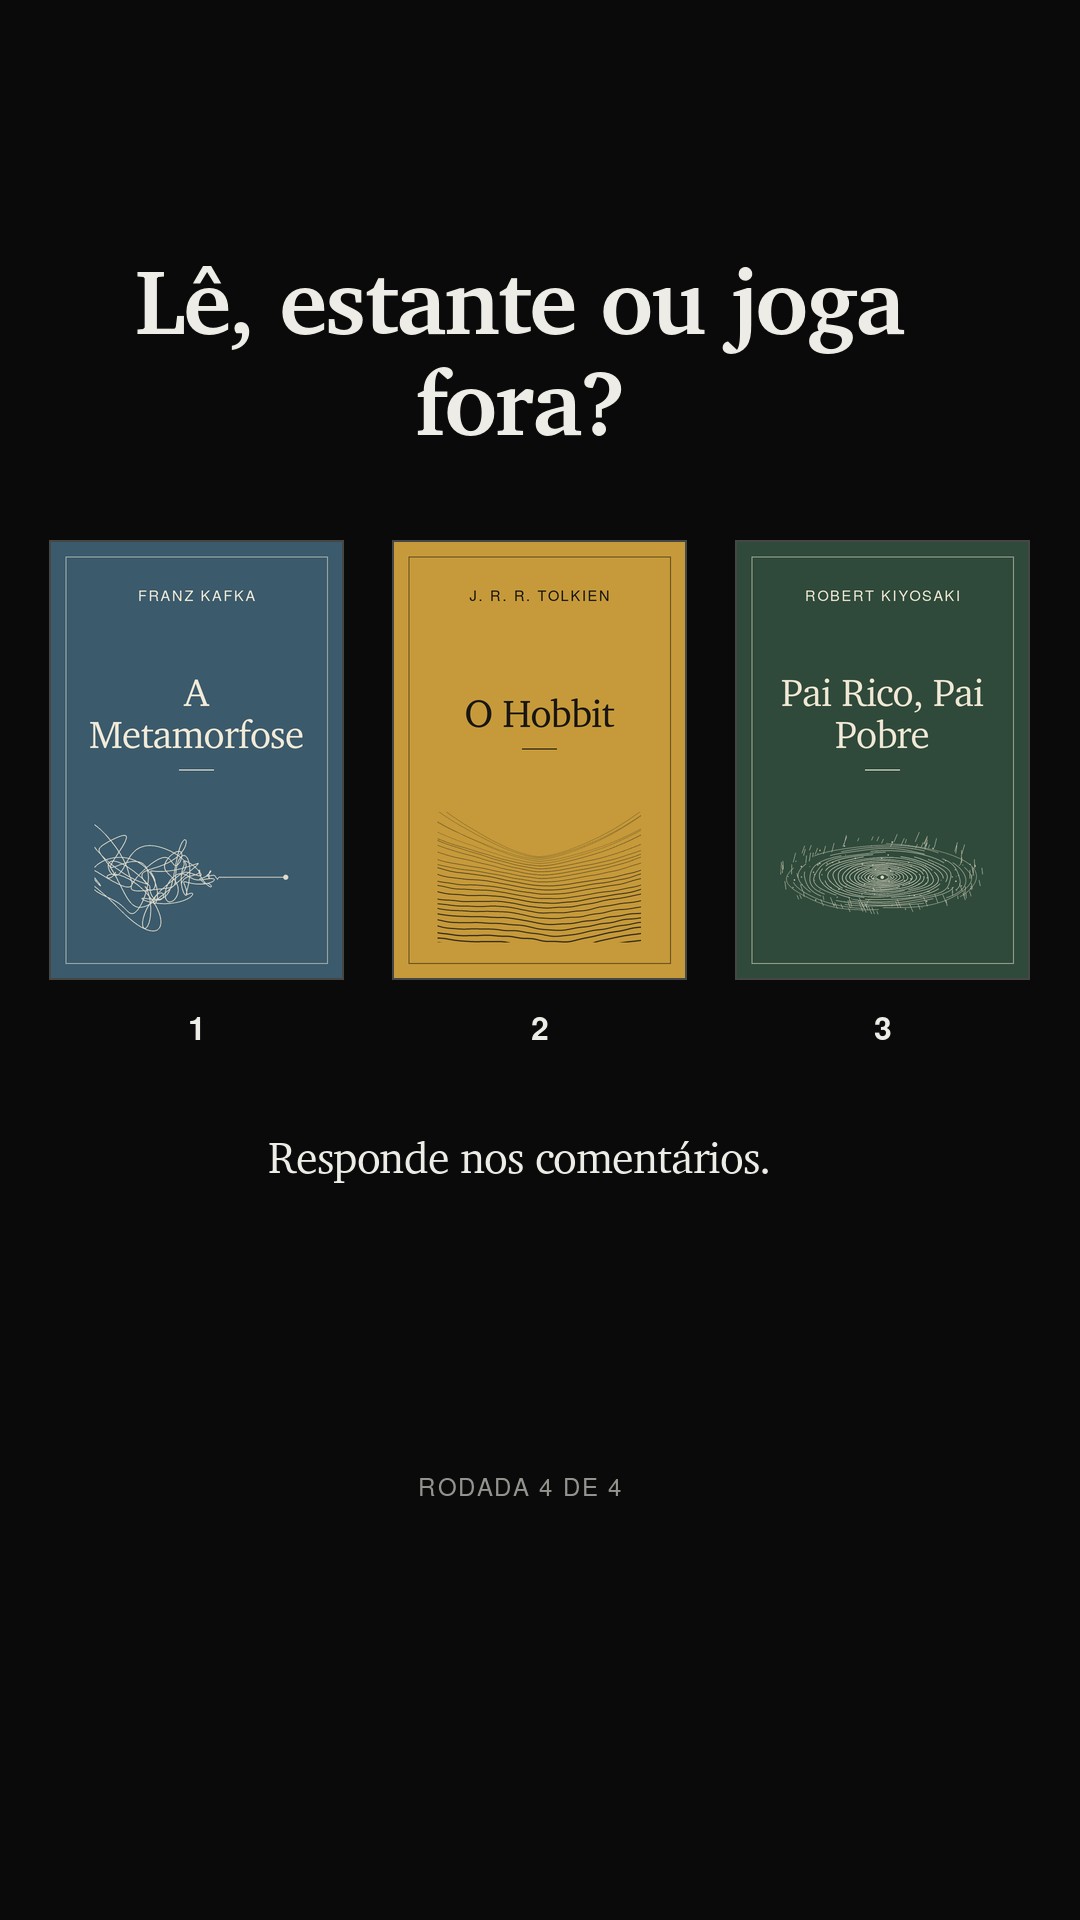 Lê, estante ou joga
fora?
FRANZ KAFKA
A
Metamorfose
1
J. R. R. TOLKIEN
O Hobbit
2
ROBERT KIYOSAKI
Pai Rico, Pai
Pobre
3
Responde nos comentários.
RODADA 4 DE 4